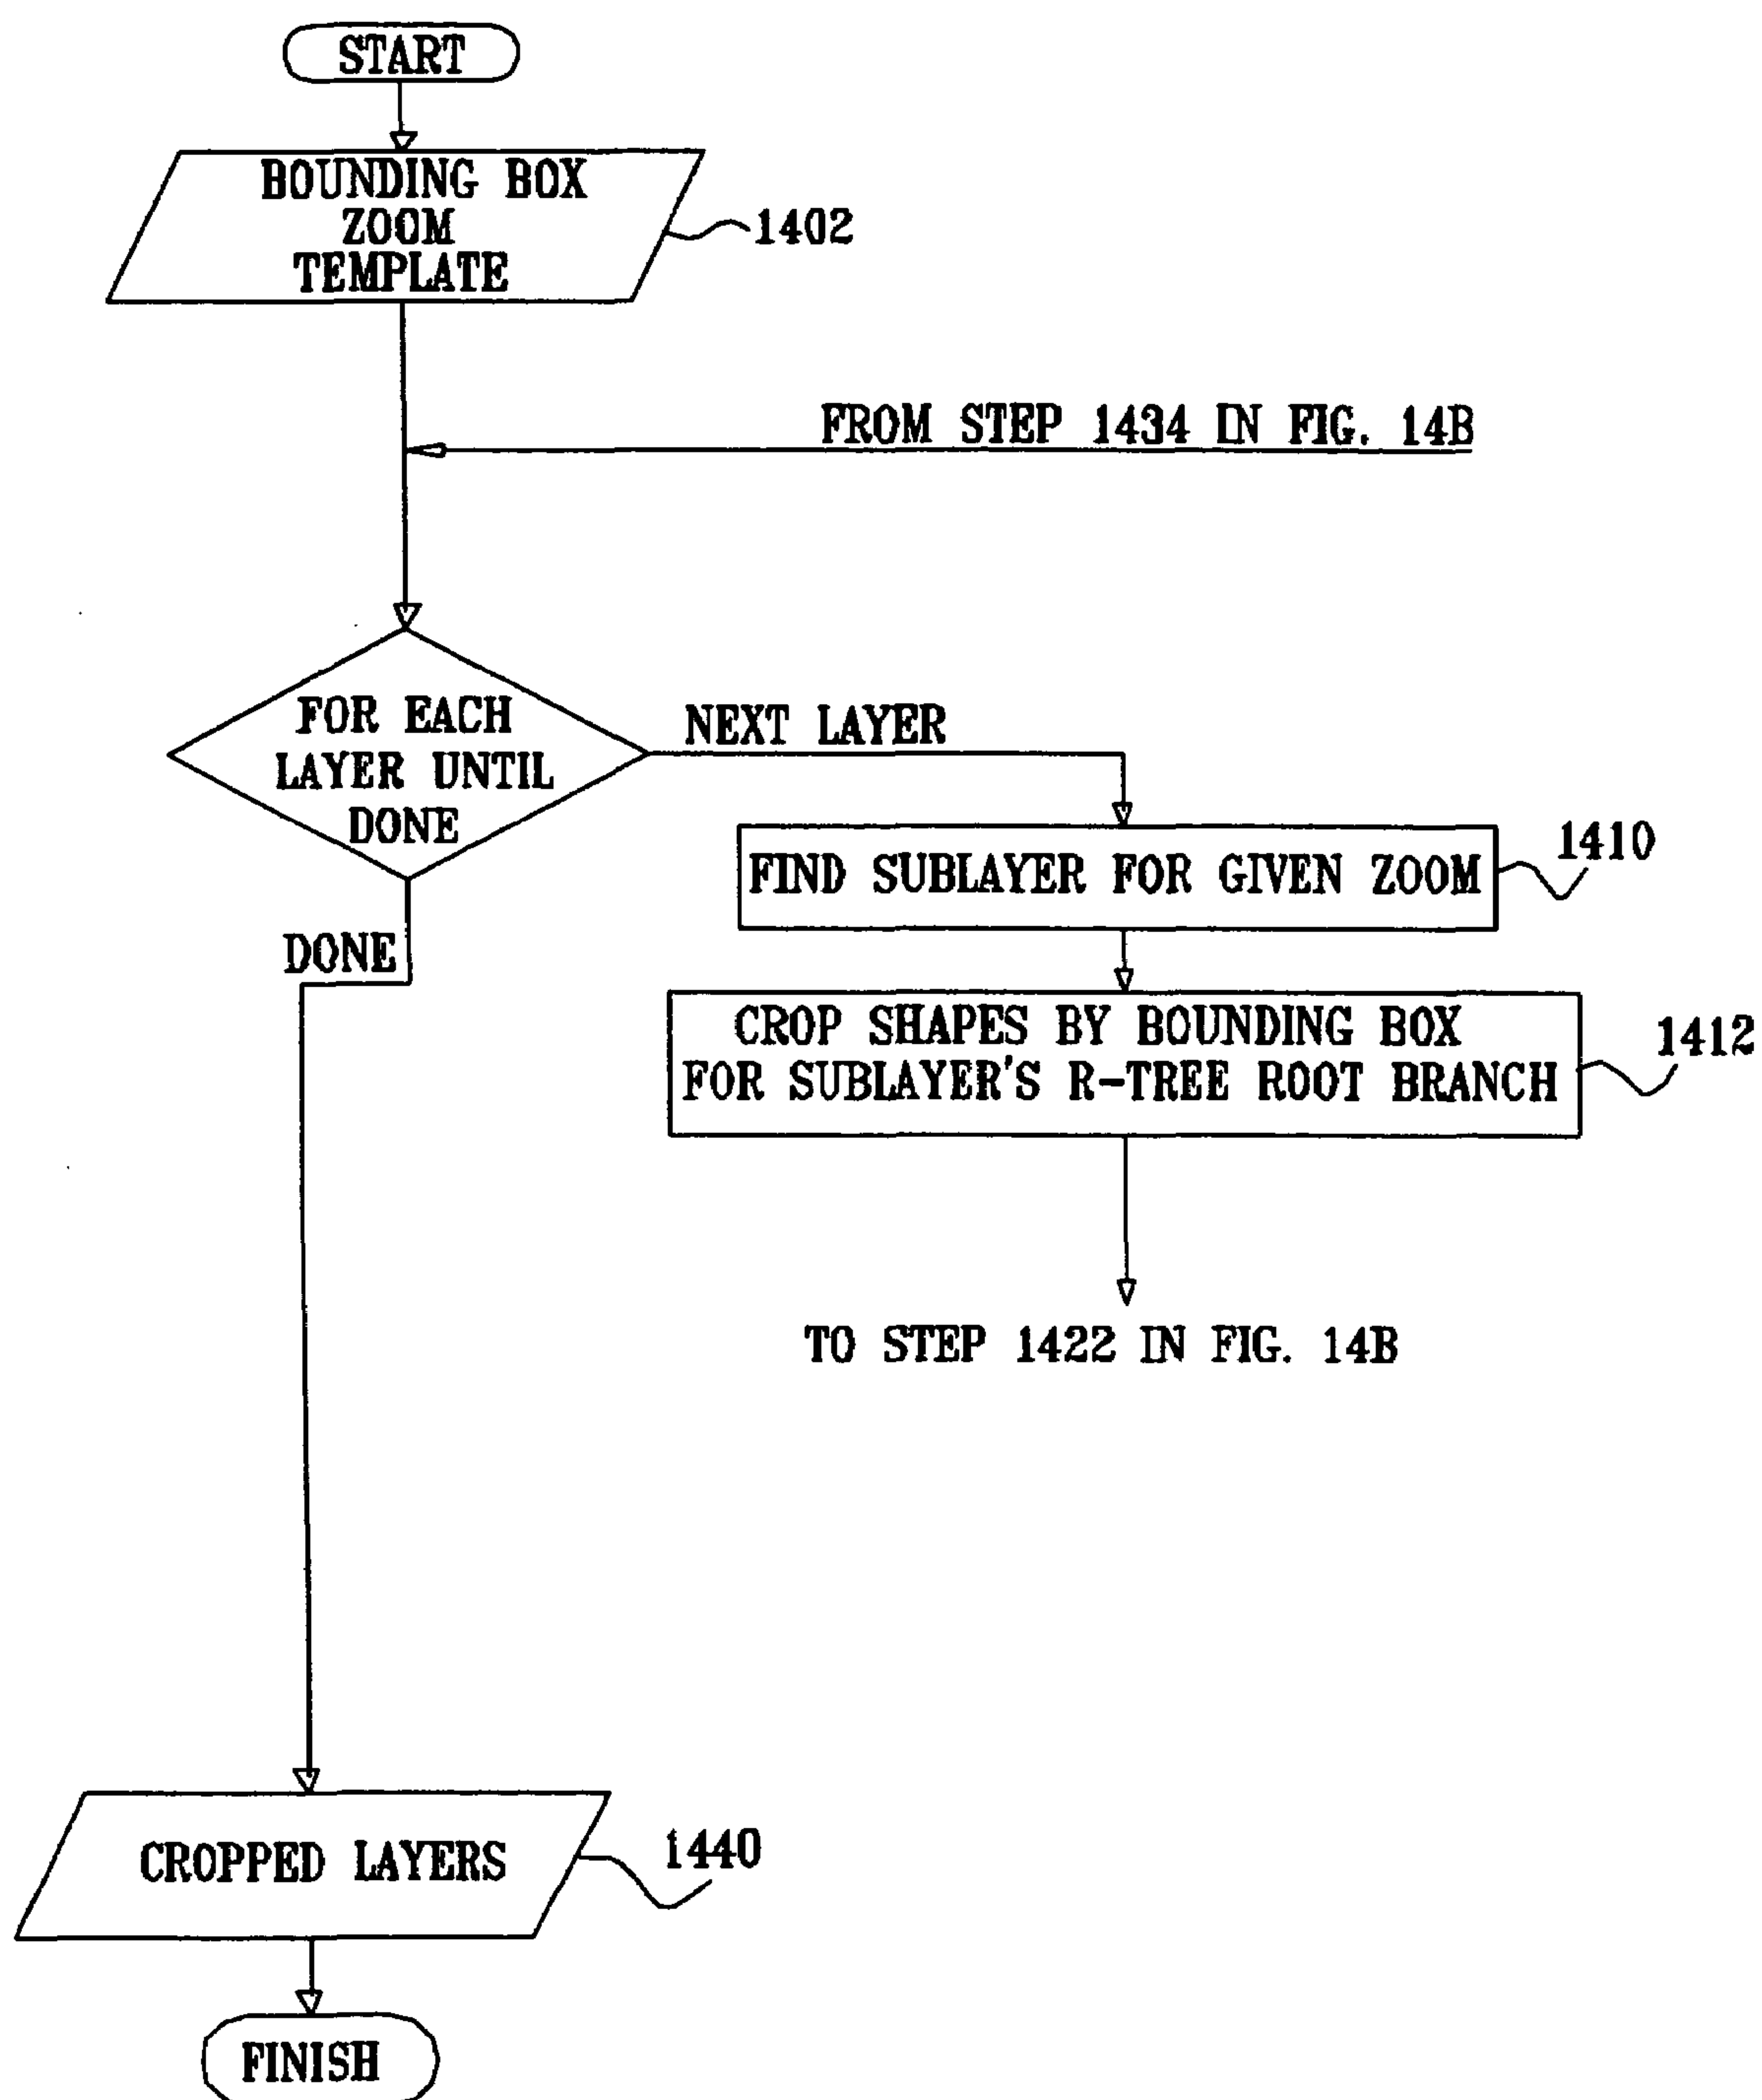 START
BOUNDING BOX
ZOOM
TEMPLATE
1402
FROM STEP 1434 IN FIG. 14B
FOR EACH
LAYER UNTIL
DONE
NEXT LAYER
1410
FIND SUBLAYER FOR GIVEN ZOOM
DONE
CROP SHAPES BY BOUNDING BOX
FOR SUBLAYER'S R-TREE ROOT BRANCH
1412
TO STEP 1422 IN FIG. 14B
CROPPED LAYERS
1440
FINISH